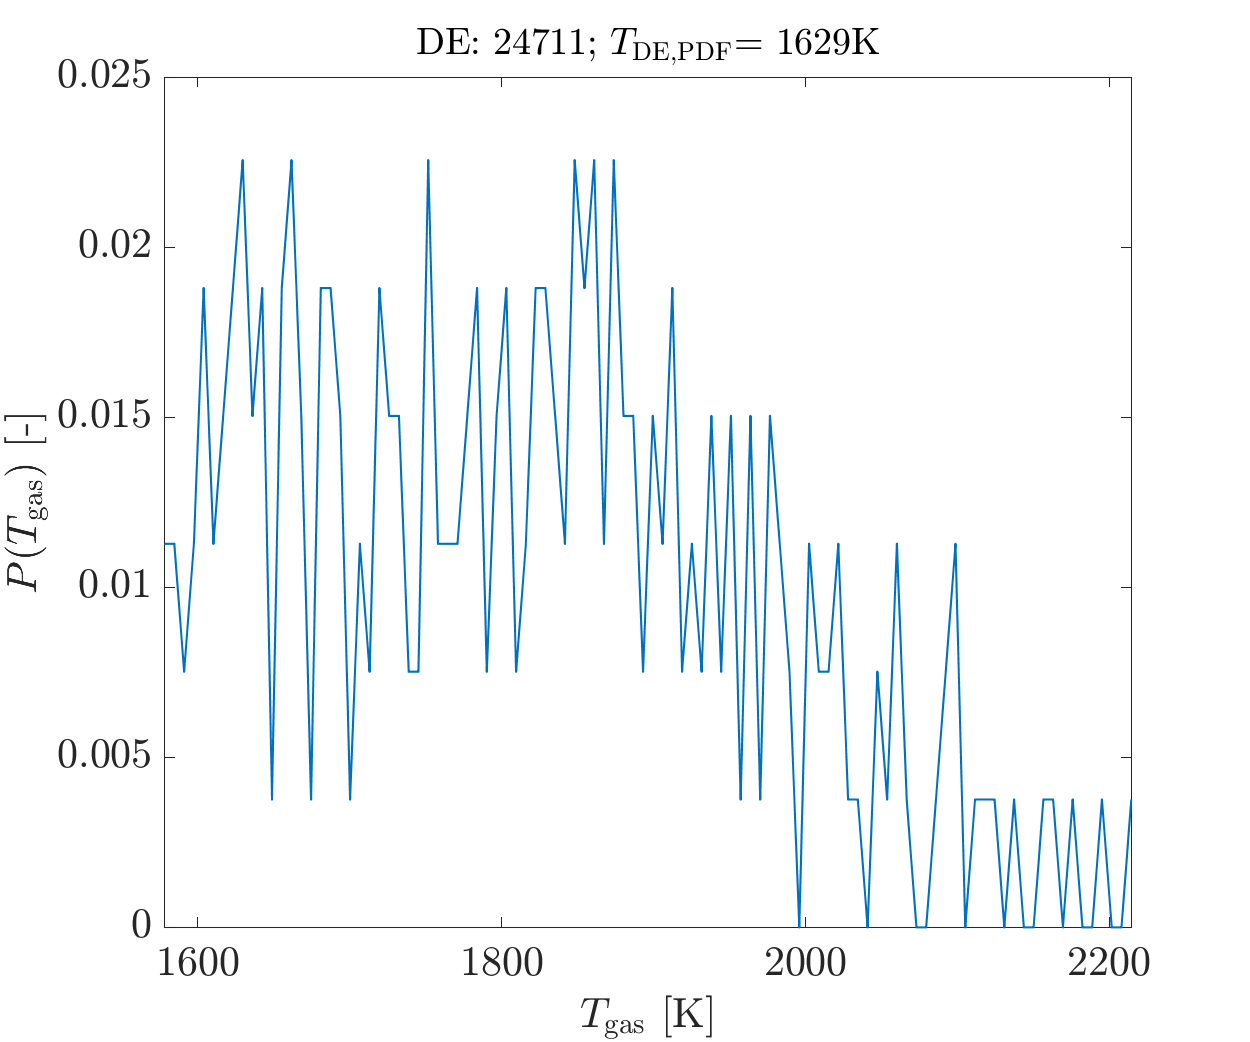 DE: 24711; T_DE,PDF= 1629K
0.025
0.02
0.015
0.01
0.005
0
P(T_gas) [-]
1600 1800 2000 2200
T_gas [K]